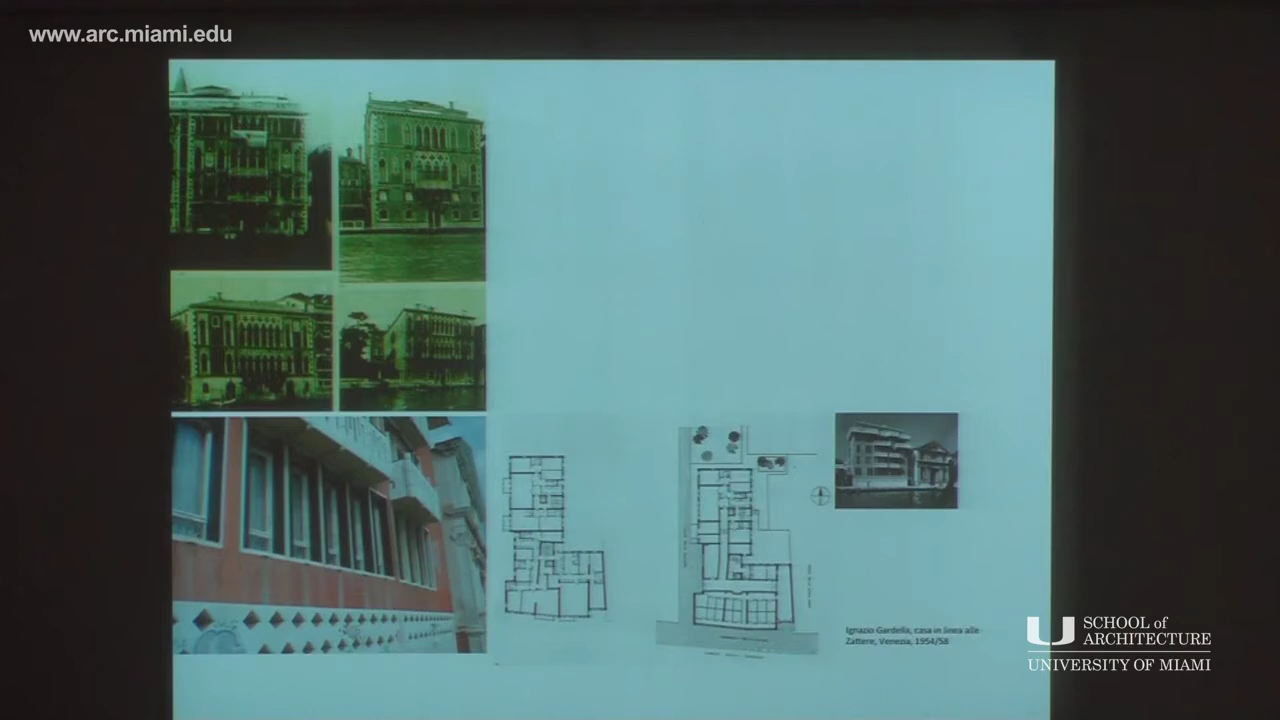 www.arc.miami.edu
Ignazio Gardella, casa in linea alle
Zattere, Venezia, 1954/58
U SCHOOL of
ARCHITECTURE
UNIVERSITY OF MIAMI